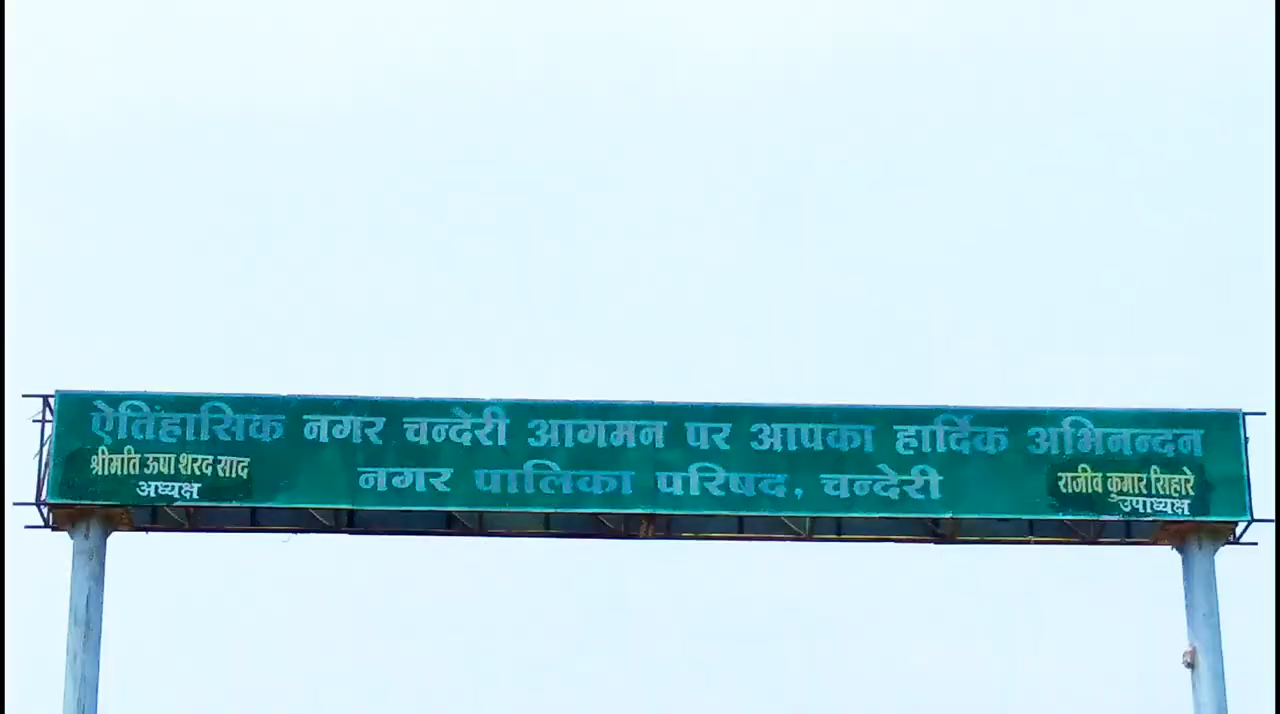 ऐतिंहासिक नगर चन्देरी आगमन पर आपका हार्दिक अभिनन्दन
नगर पालिका परिषद, चन्देरी
श्रीमति ऊषा शरद साद
अध्यक्ष
राजीव कुमार सिहारे
उपाध्यक्ष